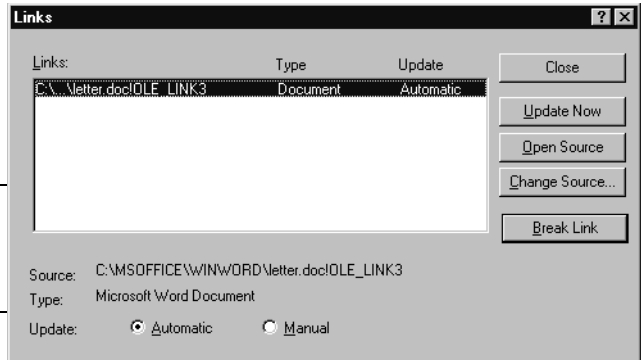 Links
Links: Type Update
C:\...\letter.doc!OLE_LINK3 Document Automatic
Close
Update Now
Open Source
Change Source...
Break Link
Source: C:\MSOFFICE\WINWORD\letter.doc!OLE_LINK3
Type: Microsoft Word Document
Update: Automatic Manual